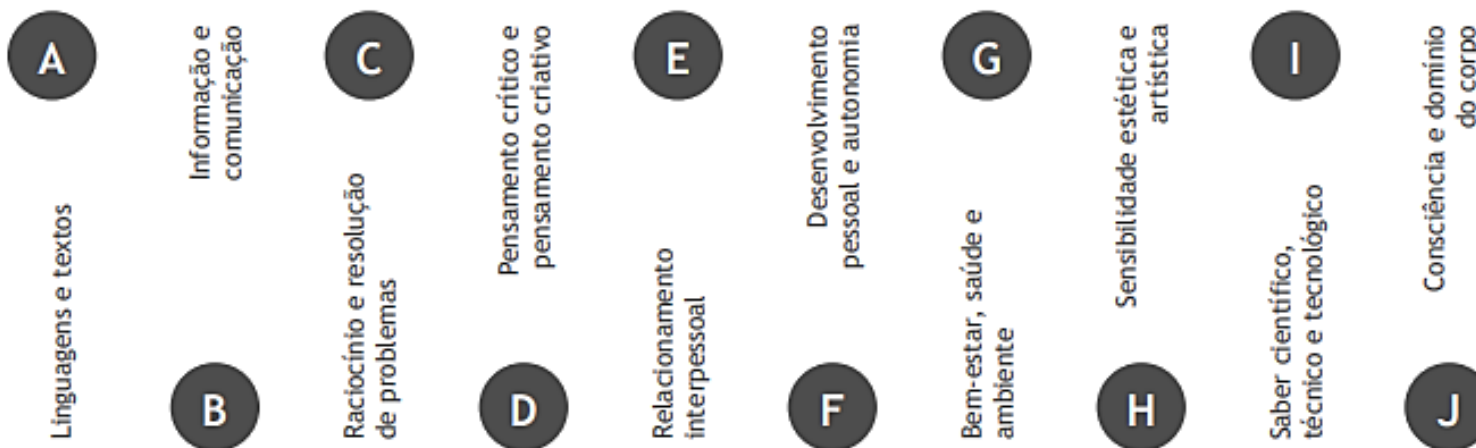 A
Linguagens e textos
Informação e
comunicação
B
C
Raciocínio e resolução
de problemas
Pensamento crítico e
pensamento criativo
D
E
Relacionamento
interpessoal
Desenvolvimento
pessoal e autonomia
F
G
Bem-estar, saúde e
ambiente
Sensibilidade estética e
artística
H
I
Saber científico,
técnico e tecnológico
Consciência e domínio
do corpo
J